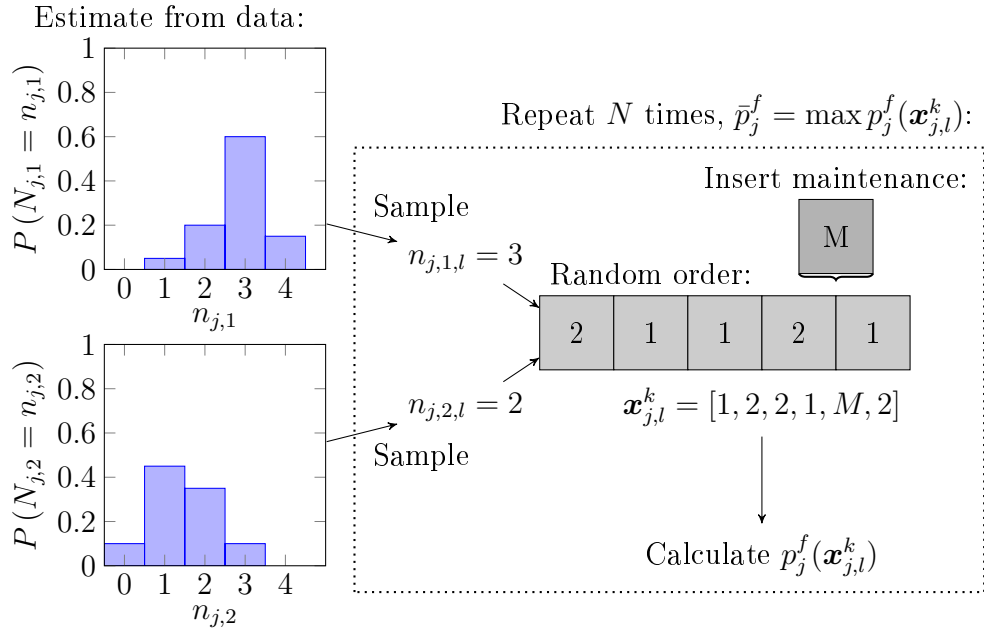 Estimate from data:
1
0.8
0.6
0.4
0.2
0
P (N_{j,1} = n_{j,1})
0 1 2 3 4
n_{j,1}
1
0.8
0.6
0.4
0.2
0
P (N_{j,2} = n_{j,2})
0 1 2 3 4
n_{j,2}
Repeat N times, \bar{p}_j^f = max p_j^f(x_{j,l}^k):
Sample
n_{j,1,l} = 3
Insert maintenance:
M
Random order:
2 1 1 2 1
n_{j,2,l} = 2
Sample
x_{j,l}^k = [1, 2, 2, 1, M, 2]
Calculate p_j^f(x_{j,l}^k)